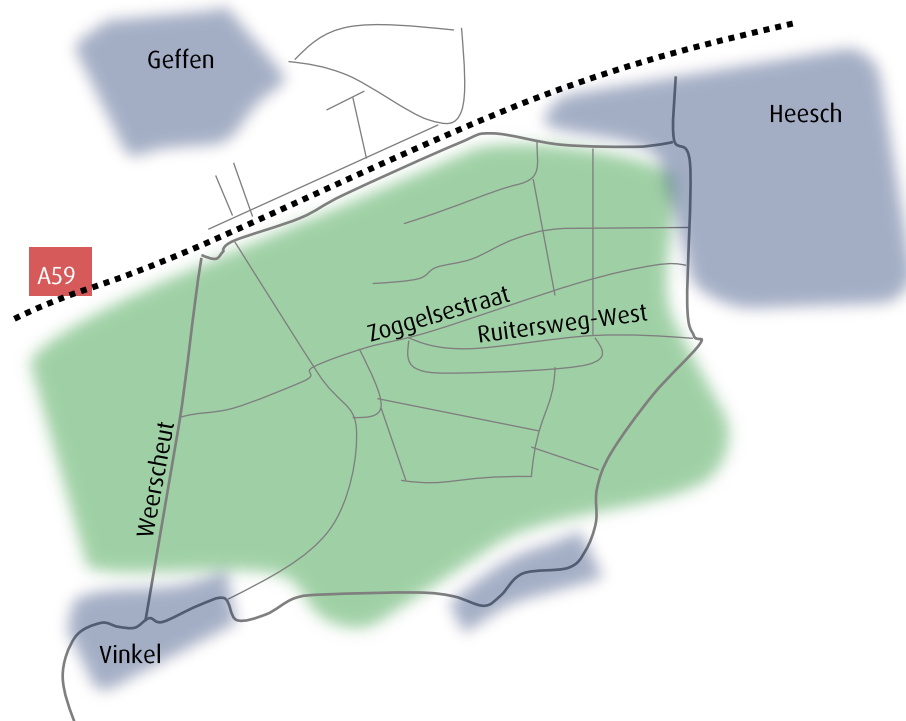 Geffen
Heesch
A59
Zoggelsestraat
Ruitersweg-West
Weerscheut
Vinkel